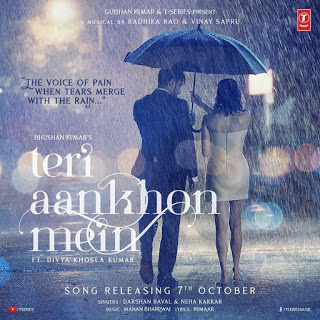 GULSHAN KUMAR & T-SERIES PRESENT
A MUSICAL BY RADHIKA RAO & VINAY SAPRU
T-SERIES
"THE VOICE OF PAIN
WHEN TEARS MERGE
WITH THE RAIN..."
BHUSHAN KUMAR'S
teri
aankhon
mein
FT. DIVYA KHOSLA KUMAR
SONG RELEASING 7TH OCTOBER
SINGERS: DARSHAN RAVAL & NEHA KAKKAR
MUSIC: MANAN BHARDWAJ LYRICS: KUMAAR